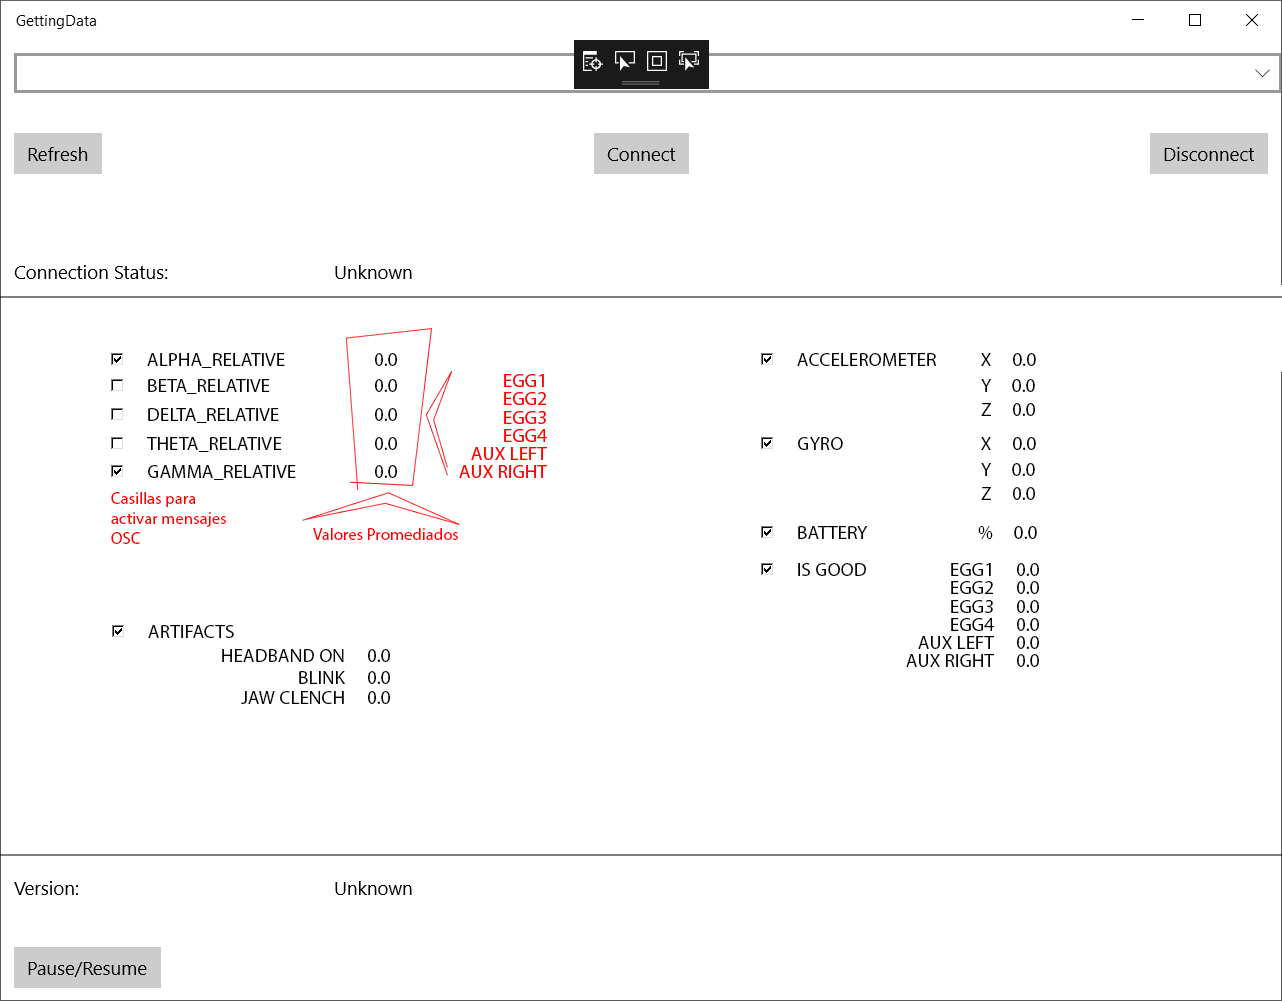 GettingData
Refresh
Connect
Disconnect
Connection Status: Unknown
ALPHA_RELATIVE 0.0
BETA_RELATIVE 0.0
DELTA_RELATIVE 0.0
THETA_RELATIVE 0.0
GAMMA_RELATIVE 0.0
EGG1
EGG2
EGG3
EGG4
AUX LEFT
AUX RIGHT
Casillas para
activar mensajes
OSC
Valores Promediados
ARTIFACTS
HEADBAND ON 0.0
BLINK 0.0
JAW CLENCH 0.0
ACCELEROMETER X 0.0
Y 0.0
Z 0.0
GYRO X 0.0
Y 0.0
Z 0.0
BATTERY % 0.0
IS GOOD EGG1 0.0
EGG2 0.0
EGG3 0.0
EGG4 0.0
AUX LEFT 0.0
AUX RIGHT 0.0
Version: Unknown
Pause/Resume